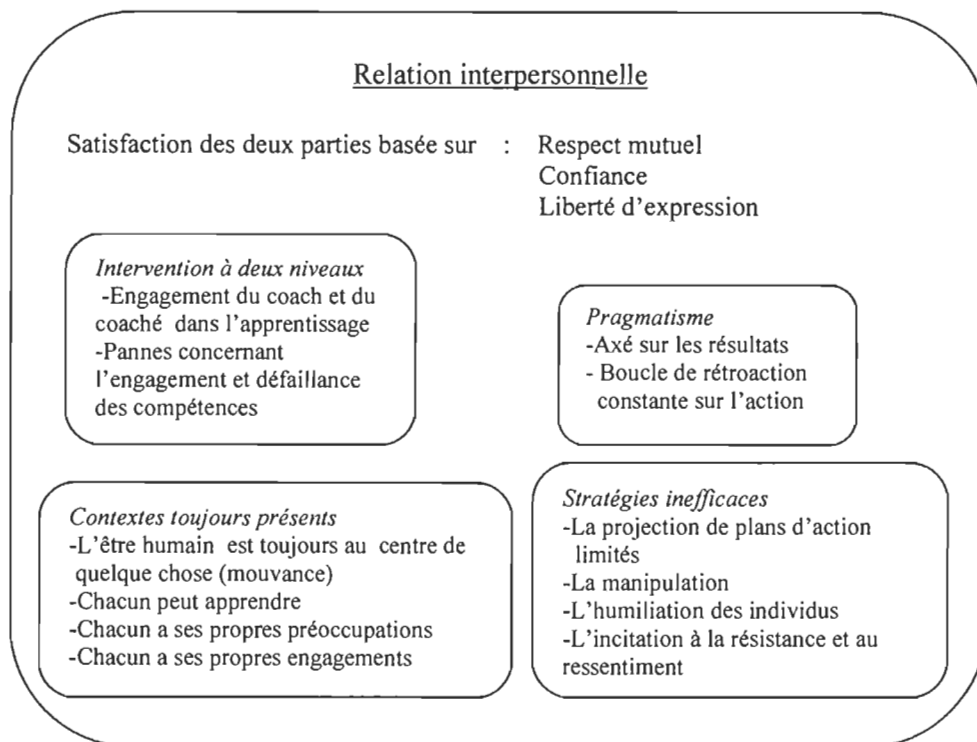 Relation interpersonnelle
Satisfaction des deux parties basée sur : Respect mutuel
Confiance
Liberté d'expression
Intervention à deux niveaux
-Engagement du coach et du
coaché dans l'apprentissage
-Pannes concernant
l'engagement et défaillance
des compétences
Pragmatisme
-Axé sur les résultats
- Boucle de rétroaction
constante sur l'action
Contextes toujours présents
-L'être humain est toujours au centre de
quelque chose (mouvance)
-Chacun peut apprendre
-Chacun a ses propres préoccupations
-Chacun a ses propres engagements
Stratégies inefficaces
-La projection de plans d'action
limités
-La manipulation
-L'humiliation des individus
-L'incitation à la résistance et au
ressentiment